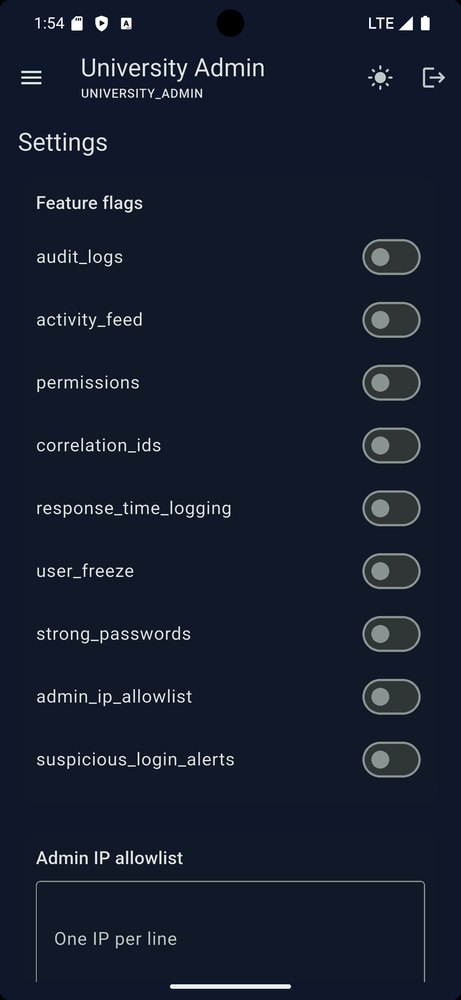 1:54
LTE
University Admin
UNIVERSITY_ADMIN
Settings
Feature flags
audit_logs
activity_feed
permissions
correlation_ids
response_time_logging
user_freeze
strong_passwords
admin_ip_allowlist
suspicious_login_alerts
Admin IP allowlist
One IP per line